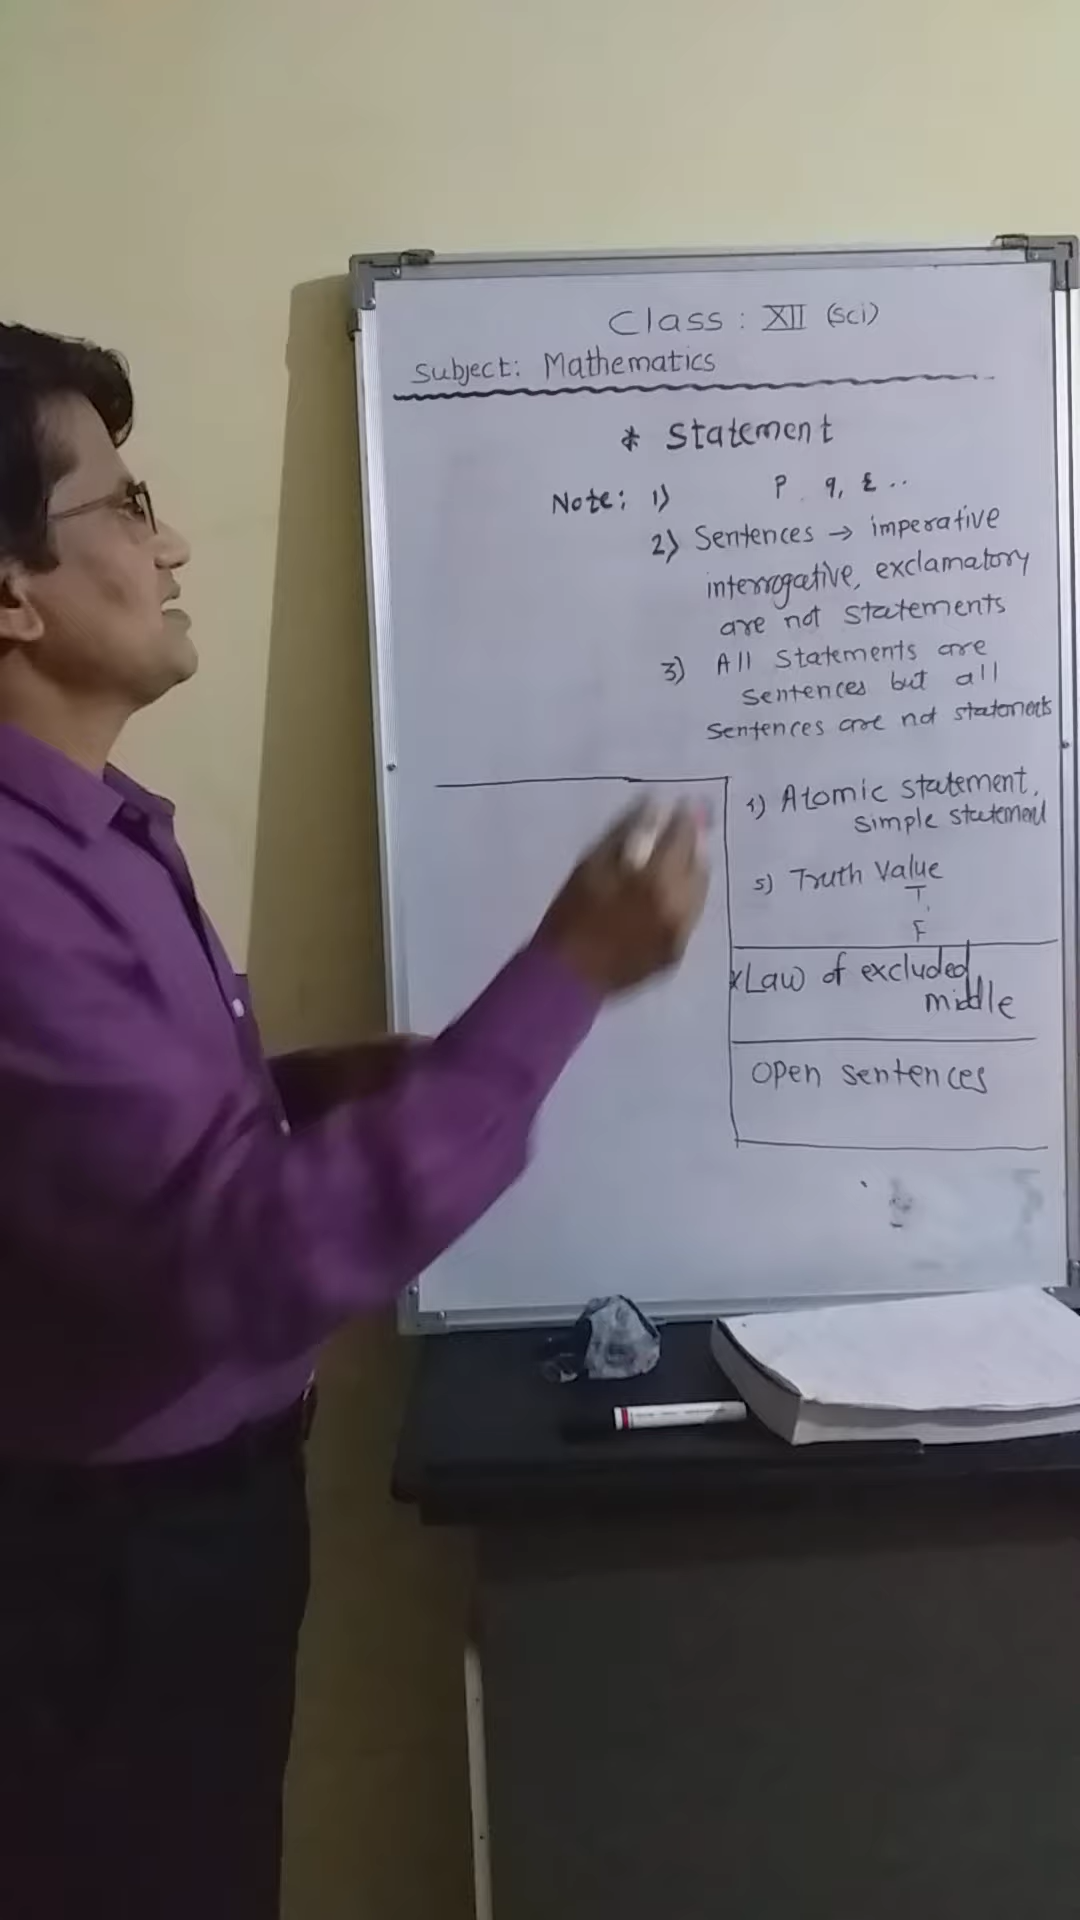 Class : XII (sci)
Subject: Mathematics
* Statement
Note: 1) P. q, ..
2) Sentences → imperative
interrogative, exclamatory
are not statements
3) All statements are
sentences but all
sentences are not statements
4) Atomic statement,
simple statement
5) Truth Value
T,
F
* Law of excluded
middle
Open sentences